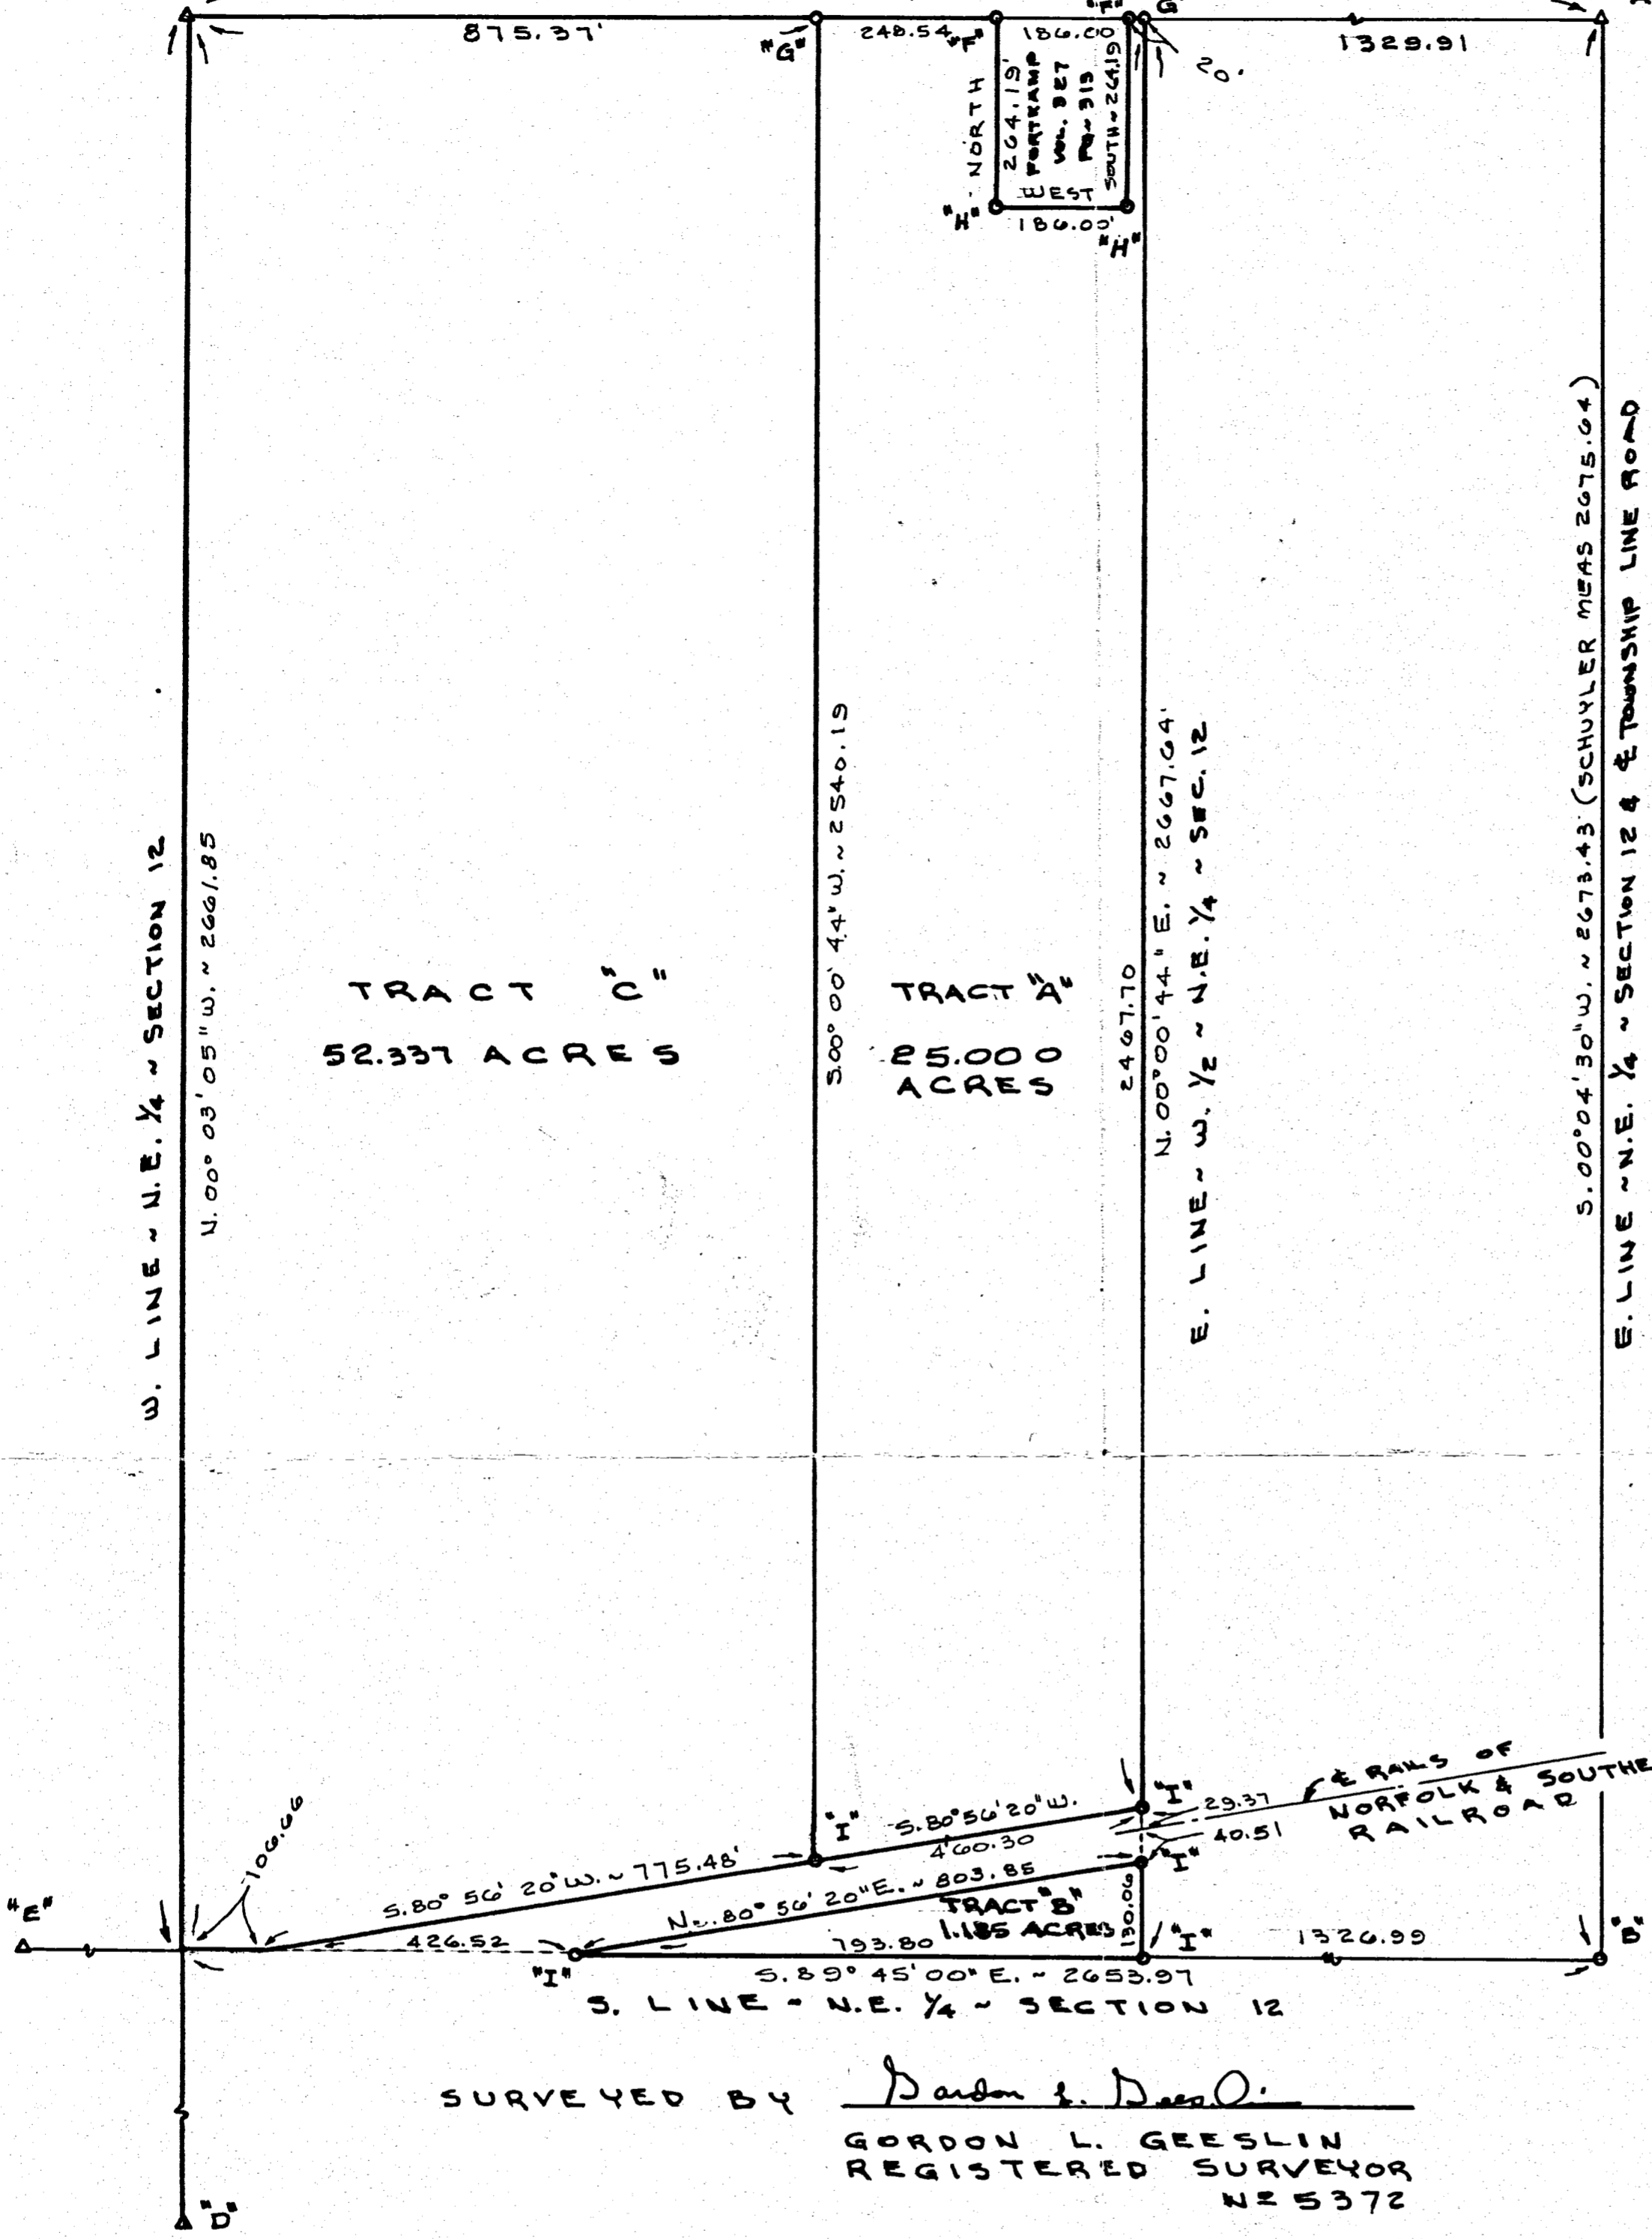 875.37'
"G"
248.54
"F"
186.00
"F"
G
20.
1329.91
NORTH
264.19'
FORTKAMP
VOL. 327
PG~313
SOUTH~264.19
WEST
"H"
186.00'
"H"
W. LINE ~ N.E. ¼ ~ SECTION 12
N.00° 03' 05" W. ~ 2661.85
TRACT "C"
52.337 ACRES
S.00° 00' 44" W. ~ 2540.19
TRACT "A"
25.000
ACRES
2467.70
N.00°00'44" E. ~ 2667.64'
E. LINE ~ W. ½ ~ N.E. ¼ ~ SEC. 12
S.00°04'30"W. ~ 2673.43' (SCHUYLER MEAS 2675.64)
E. LINE ~ N.E. ¼ ~ SECTION 12 & ℄ TOWNSHIP LINE ROAD
℄ RAILS OF
NORFOLK & SOUTHE
RAILROAD
"I"
29.37
40.51
"I"
S.80°56'20"W.
460.30
"I"
106.66
S.80° 56' 20" W. ~ 775.48'
N. 80° 56' 20" E. ~ 803.85
TRACT "B"
1.185 ACRES
130.06
"E"
426.52
793.80
"I"
1326.99
"B"
"I"
S.89° 45' 00" E. ~ 2653.97
S. LINE ~ N.E. ¼ ~ SECTION 12
SURVEYED BY
GORDON L. GEESLIN
REGISTERED SURVEYOR
Nº 5372
"D"